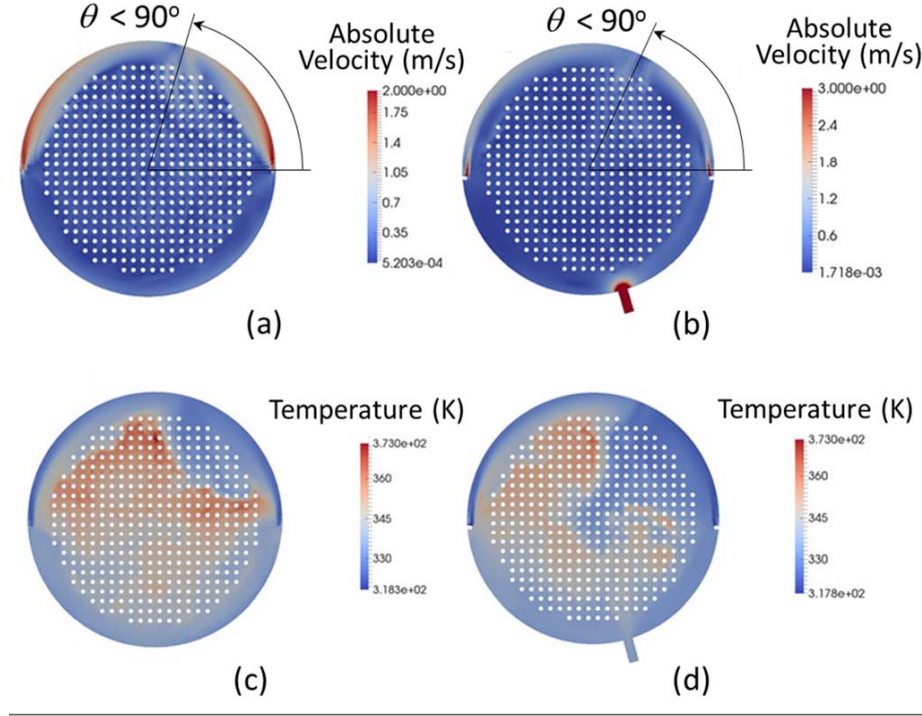 θ < 90º
Absolute
Velocity (m/s)
2.000e+00
1.75
1.4
1.05
0.7
0.35
5.203e-04
(a)
θ < 90º
Absolute
Velocity (m/s)
3.000e+00
2.4
1.8
1.2
0.6
1.718e-03
(b)
Temperature (K)
3.730e+02
360
345
330
3.183e+02
(c)
Temperature (K)
3.730e+02
360
345
330
3.178e+02
(d)